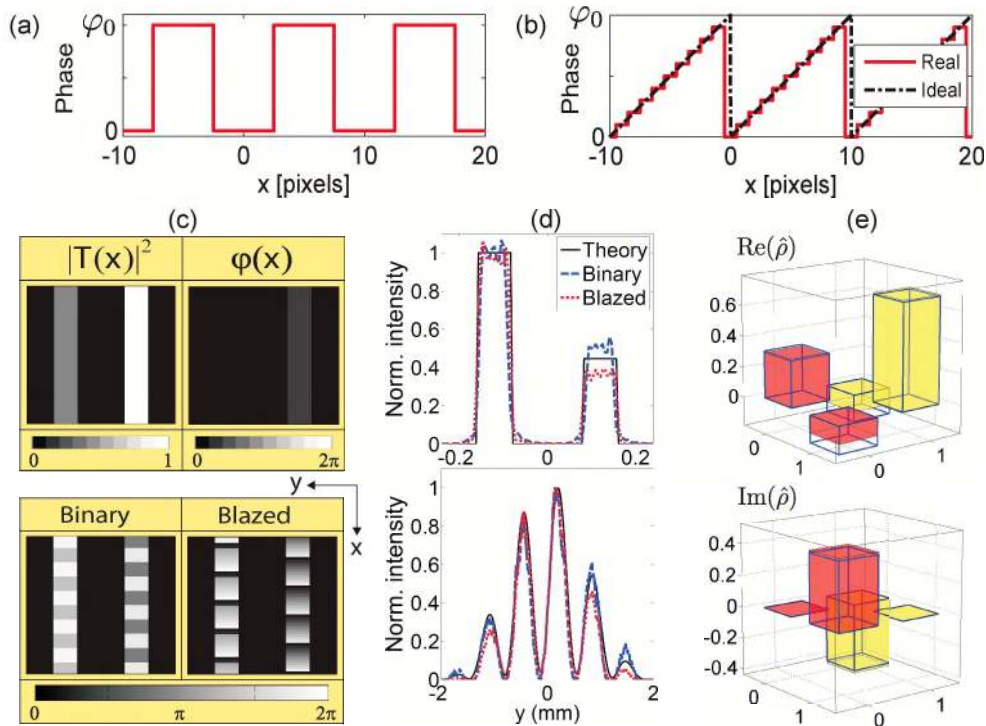 (a)
φ0
Phase
0
-10 0 10 20
x [pixels]
(b)
φ0
Phase
0
Real
Ideal
-10 0 10 20
x [pixels]
(c)
|T(x)|² φ(x)
0 1 0 2π
y
x
Binary Blazed
0 π 2π
(d)
Norm. intensity
1
0.8
0.6
0.4
0.2
0
Theory
Binary
Blazed
-0.2 0 0.2
Norm. intensity
1
0.8
0.6
0.4
0.2
0
-2 0 2
y (mm)
(e)
Re(ρ̂)
0.6
0.4
0.2
0
0 1 0 1
Im(ρ̂)
0.4
0.2
0
-0.2
-0.4
0 1 0 1